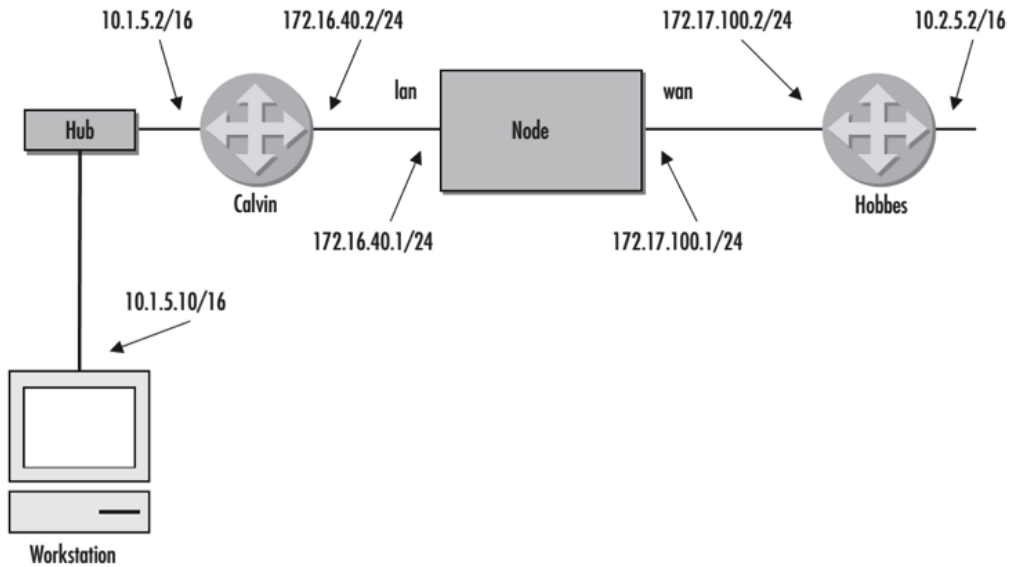 10.1.5.2/16
172.16.40.2/24
172.17.100.2/24
10.2.5.2/16
lan
wan
Hub
Node
Calvin
Hobbes
172.16.40.1/24
172.17.100.1/24
10.1.5.10/16
Workstation